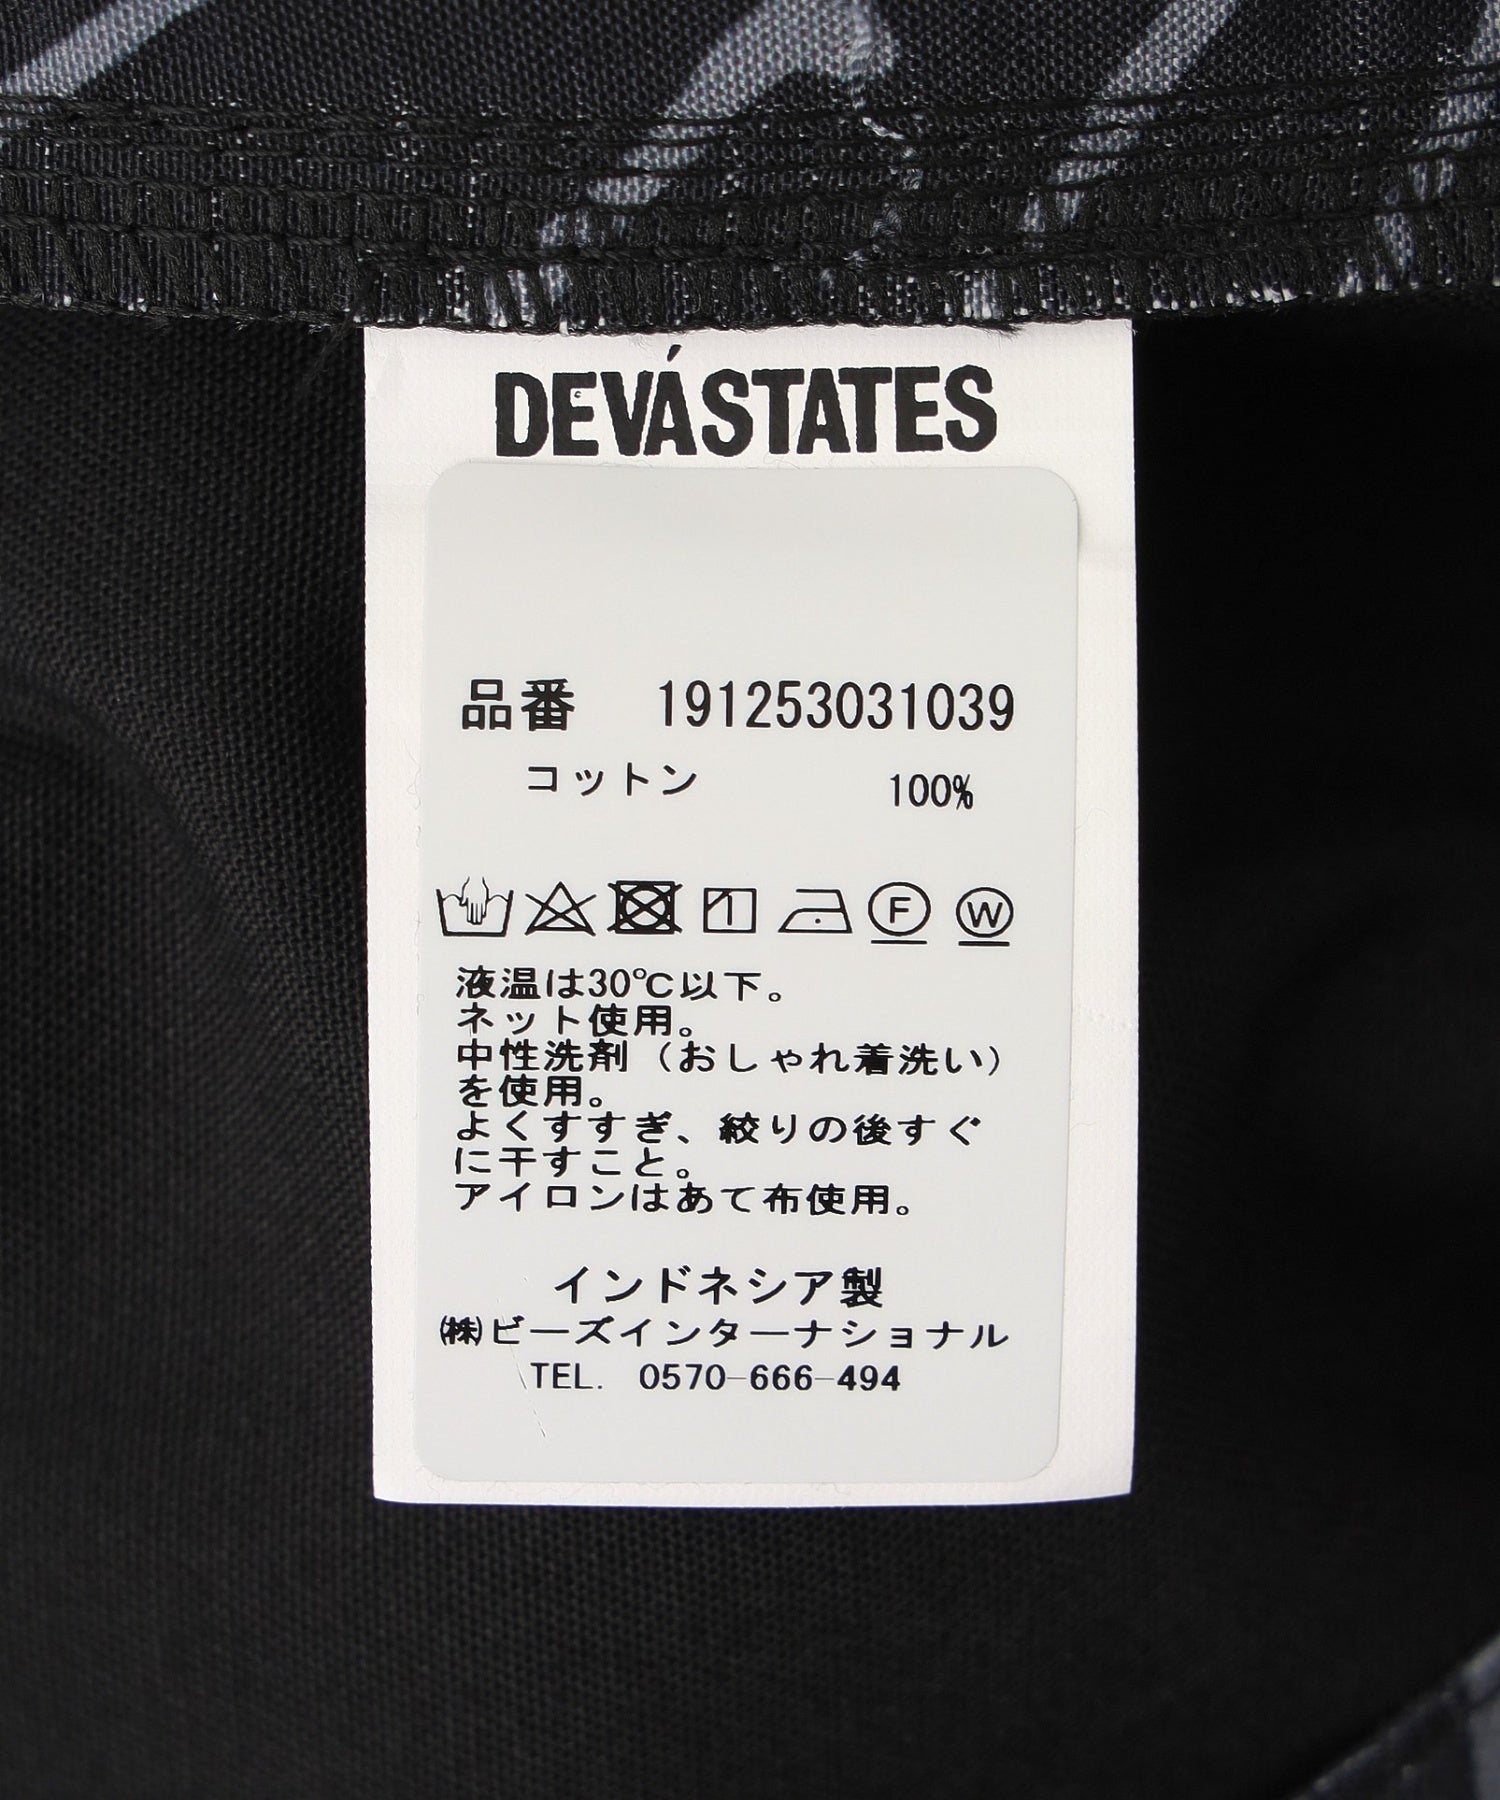 DEVÁSTATES
品番 191253031039
コットン 100%
1 F W
液温は30℃以下。
ネット使用。
中性洗剤（おしゃれ着洗い）
を使用。
よくすすぎ、絞りの後すぐ
に干すこと。
アイロンはあて布使用。
インドネシア製
㈱ビーズインターナショナル
TEL. 0570-666-494